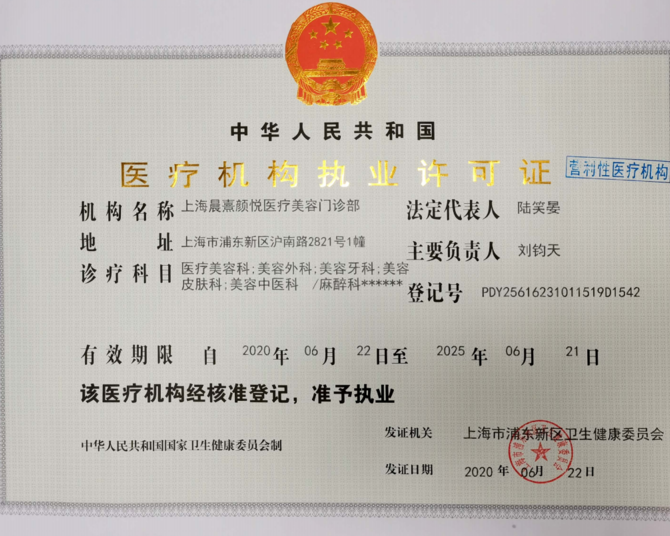 中华人民共和国
医疗机构执业许可证
营利性医疗机构
机构名称 上海晨熹颜悦医疗美容门诊部
法定代表人 陆笑晏
地址 上海市浦东新区沪南路2821号1幢
主要负责人 刘钧天
诊疗科目 医疗美容科;美容外科;美容牙科;美容
皮肤科;美容中医科 /麻醉科******
登记号 PDY25616231011519D1542
有效期限 自 2020 年 06 月 22 日至 2025 年 06 月 21 日
该医疗机构经核准登记，准予执业
中华人民共和国国家卫生健康委员会制
发证机关 上海市浦东新区卫生健康委员会
发证日期 2020 年 06月 22 日